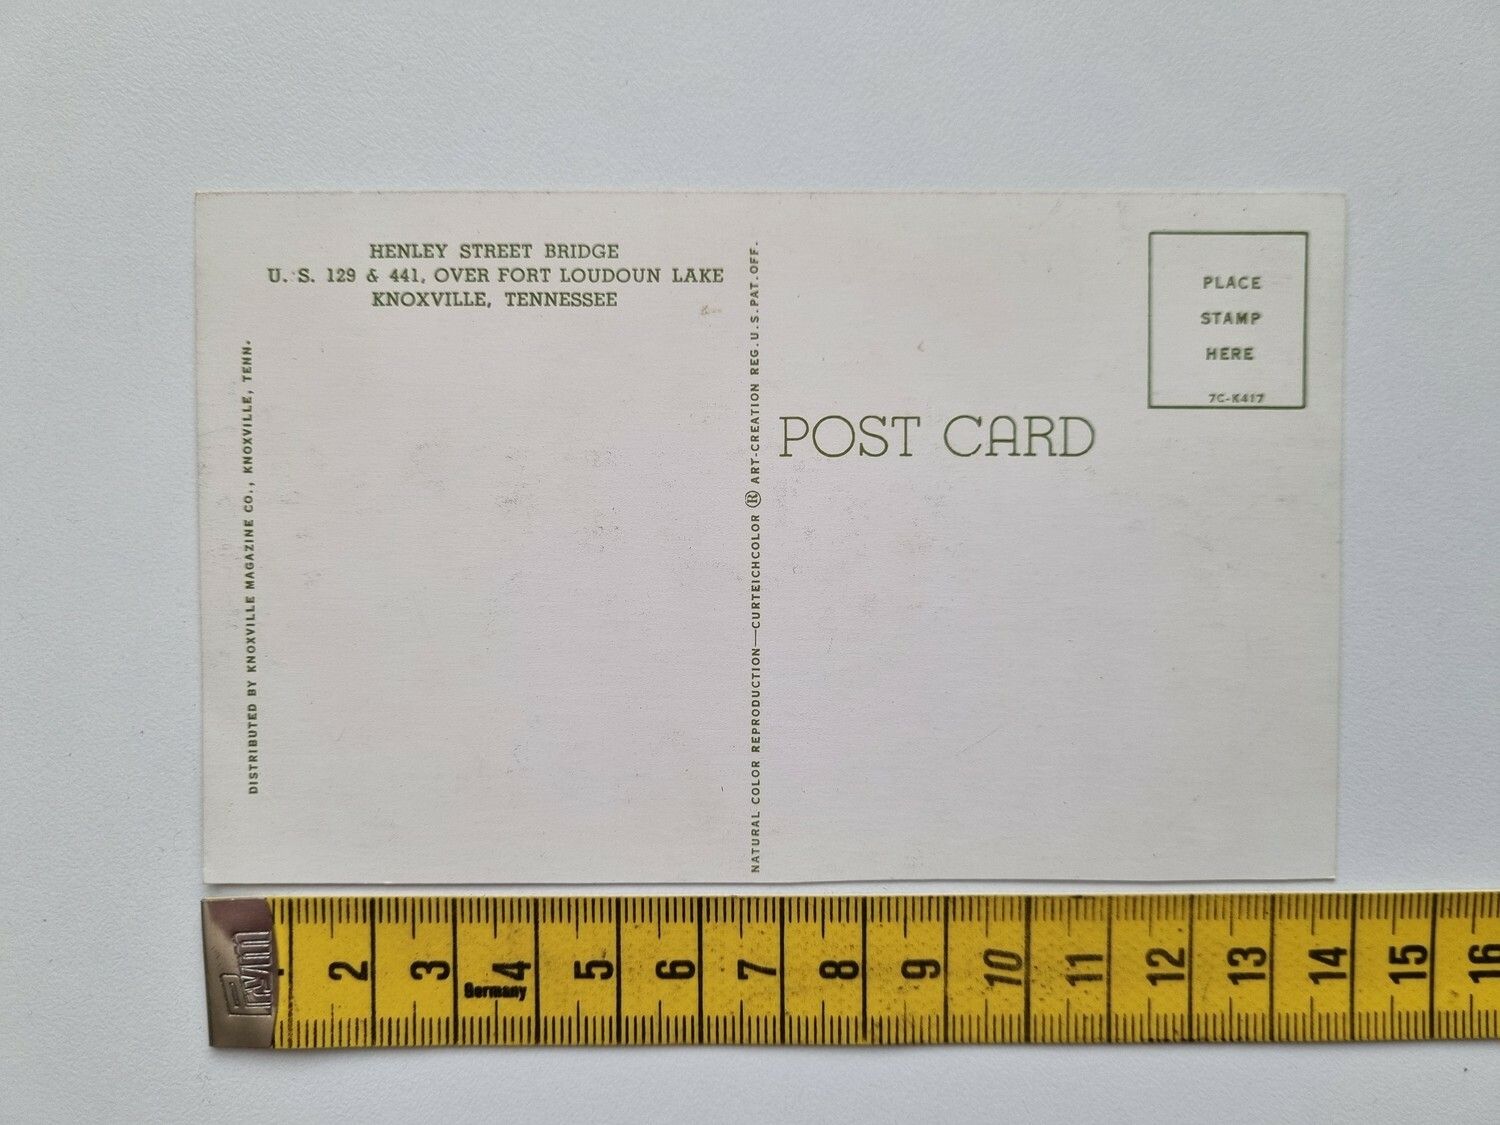 HENLEY STREET BRIDGE
U. S. 129 & 441, OVER FORT LOUDOUN LAKE
KNOXVILLE, TENNESSEE
DISTRIBUTED BY KNOXVILLE MAGAZINE CO., KNOXVILLE, TENN.
NATURAL COLOR REPRODUCTION—CURTEICHCOLOR ® ART-CREATION REG. U.S. PAT. OFF.
POST CARD
PLACE
STAMP
HERE
7C-K417
Prym
2 3 4 5 6 7 8 9 10 11 12 13 14 15 16
Germany